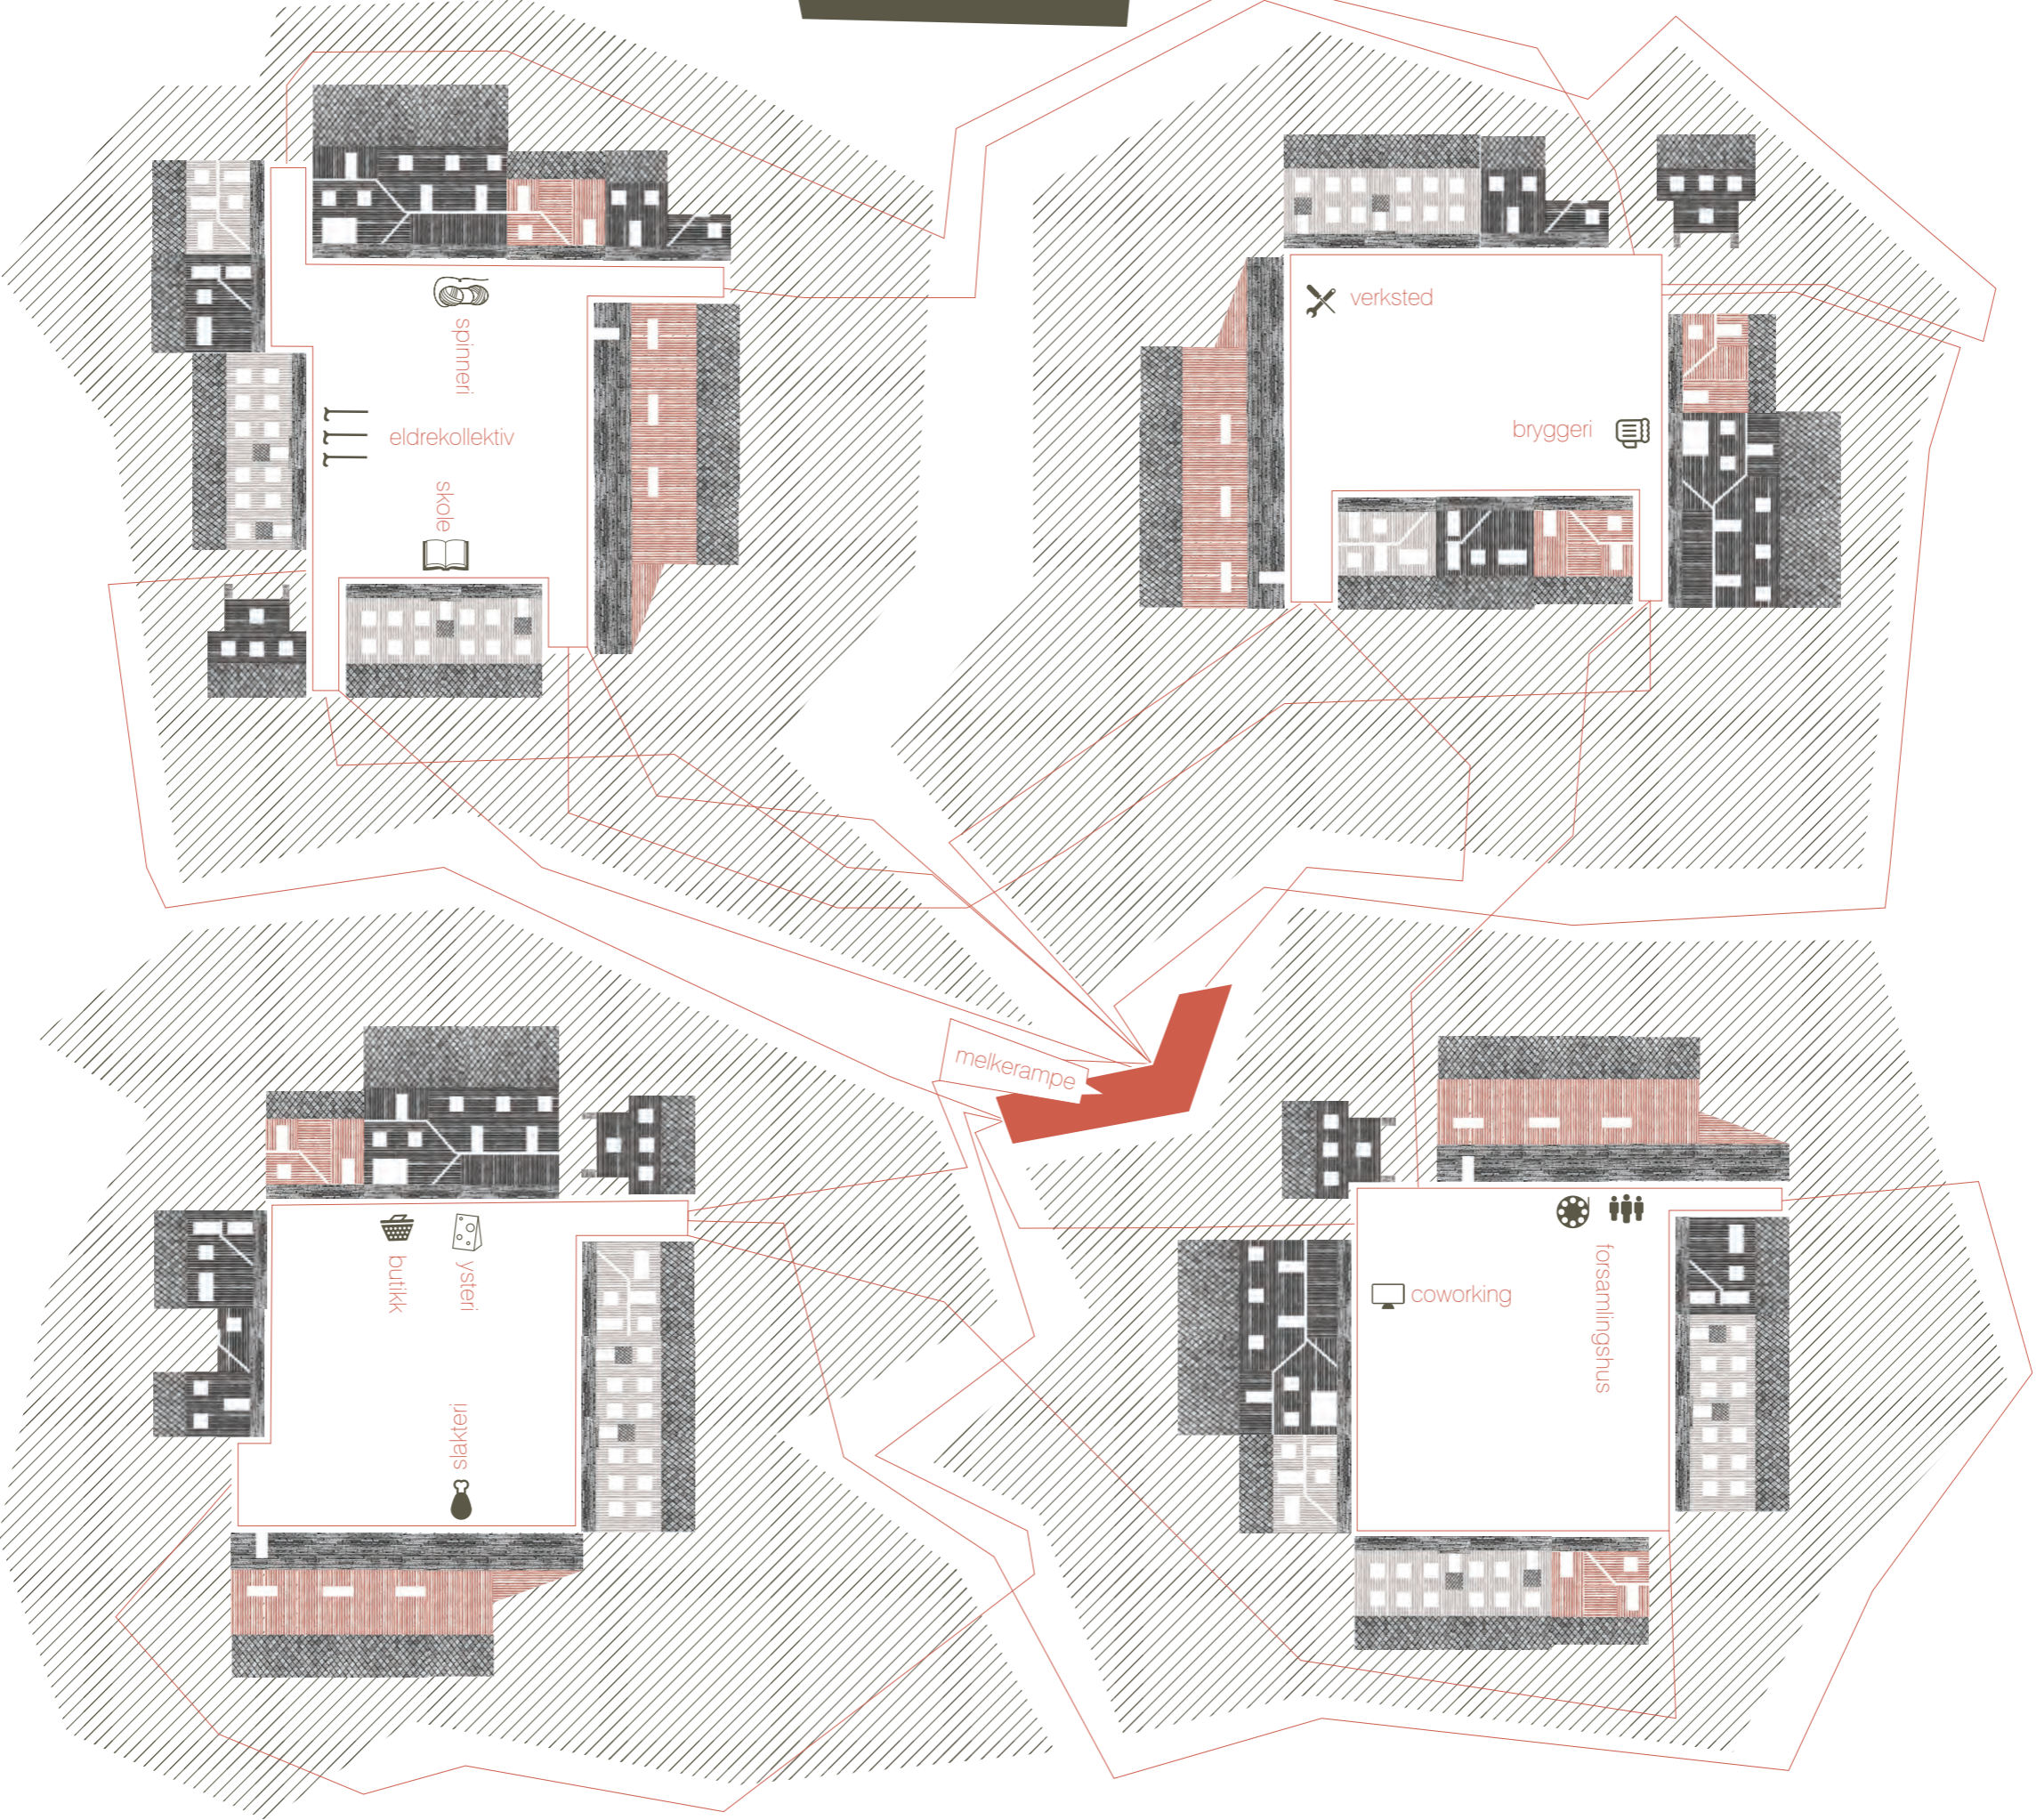 spinneri
eldrekollektiv
skole
verksted
bryggeri
melkerampe
butikk
ysteri
slakteri
coworking
forsamlingshus